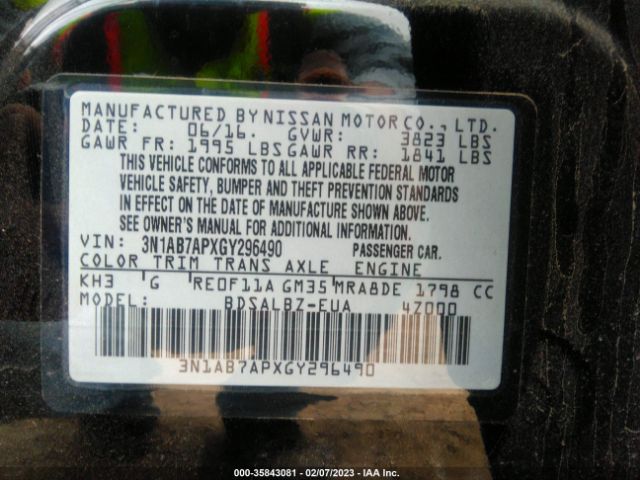 MANUFACTURED BY NISSAN MOTOR CO., LTD.
DATE: 06/16. GVWR: 3823 LBS
GAWR FR: 1995 LBS GAWR RR: 1841 LBS
THIS VEHICLE CONFORMS TO ALL APPLICABLE FEDERAL MOTOR
VEHICLE SAFETY, BUMPER AND THEFT PREVENTION STANDARDS
IN EFFECT ON THE DATE OF MANUFACTURE SHOWN ABOVE.
SEE OWNER'S MANUAL FOR ADDITIONAL INFORMATION.
VIN: 3N1AB7APXGY296490 PASSENGER CAR.
COLOR TRIM TRANS AXLE ENGINE
KH3 G RE0F11A GM35 MRA8DE 1798 CC
MODEL: BDSALBZ-EUA 4Z000
3N1AB7APXGY296490
000-35843081 - 02/07/2023 - IAA Inc.